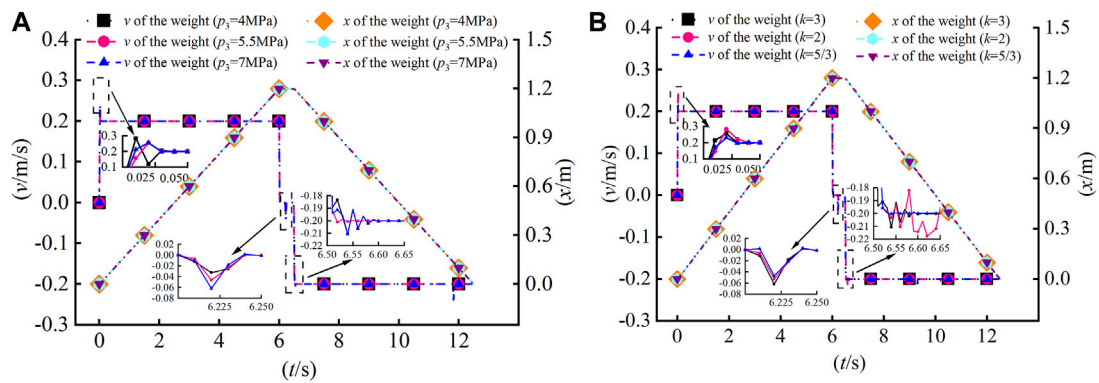 A
v of the weight (p3=4MPa)
x of the weight (p3=4MPa)
v of the weight (p3=5.5MPa)
x of the weight (p3=5.5MPa)
v of the weight (p3=7MPa)
x of the weight (p3=7MPa)
0.4
0.3
0.2
0.1
0.0
-0.1
-0.2
-0.3
(v/m/s)
1.5
1.2
0.9
0.6
0.3
0.0
(x/m)
0 2 4 6 8 10 12
(t/s)
0.3
0.2
0.1
0.025 0.050
-0.18
-0.19
-0.20
-0.21
-0.22
6.50 6.55 6.60 6.65
0.00
-0.02
-0.04
-0.06
-0.08
6.225 6.250
B
v of the weight (k=3)
x of the weight (k=3)
v of the weight (k=2)
x of the weight (k=2)
v of the weight (k=5/3)
x of the weight (k=5/3)
0.4
0.3
0.2
0.1
0.0
-0.1
-0.2
-0.3
(v/m/s)
1.5
1.2
0.9
0.6
0.3
0.0
(x/m)
0 2 4 6 8 10 12
(t/s)
0.3
0.2
0.1
0.025 0.050
-0.18
-0.19
-0.20
-0.21
-0.22
6.50 6.55 6.60 6.65
0.00
-0.02
-0.04
-0.06
-0.08
6.225 6.250